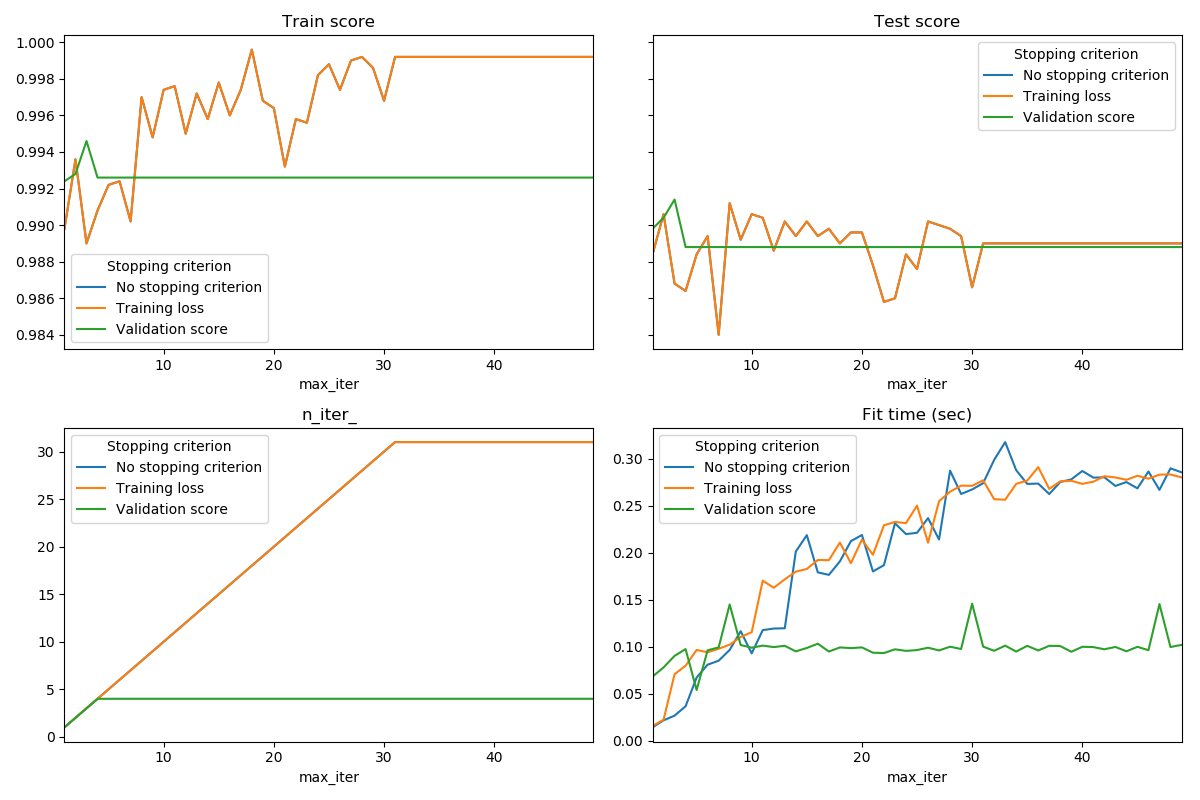 Train score
1.000
0.998
0.996
0.994
0.992
0.990
0.988
0.986
0.984
Stopping criterion
No stopping criterion
Training loss
Validation score
10
20
30
40
max_iter
Test score
Stopping criterion
No stopping criterion
Training loss
Validation score
10
20
30
40
max_iter
n_iter_
30
25
20
15
10
5
0
Stopping criterion
No stopping criterion
Training loss
Validation score
10
20
30
40
max_iter
Fit time (sec)
0.30
0.25
0.20
0.15
0.10
0.05
0.00
Stopping criterion
No stopping criterion
Training loss
Validation score
10
20
30
40
max_iter